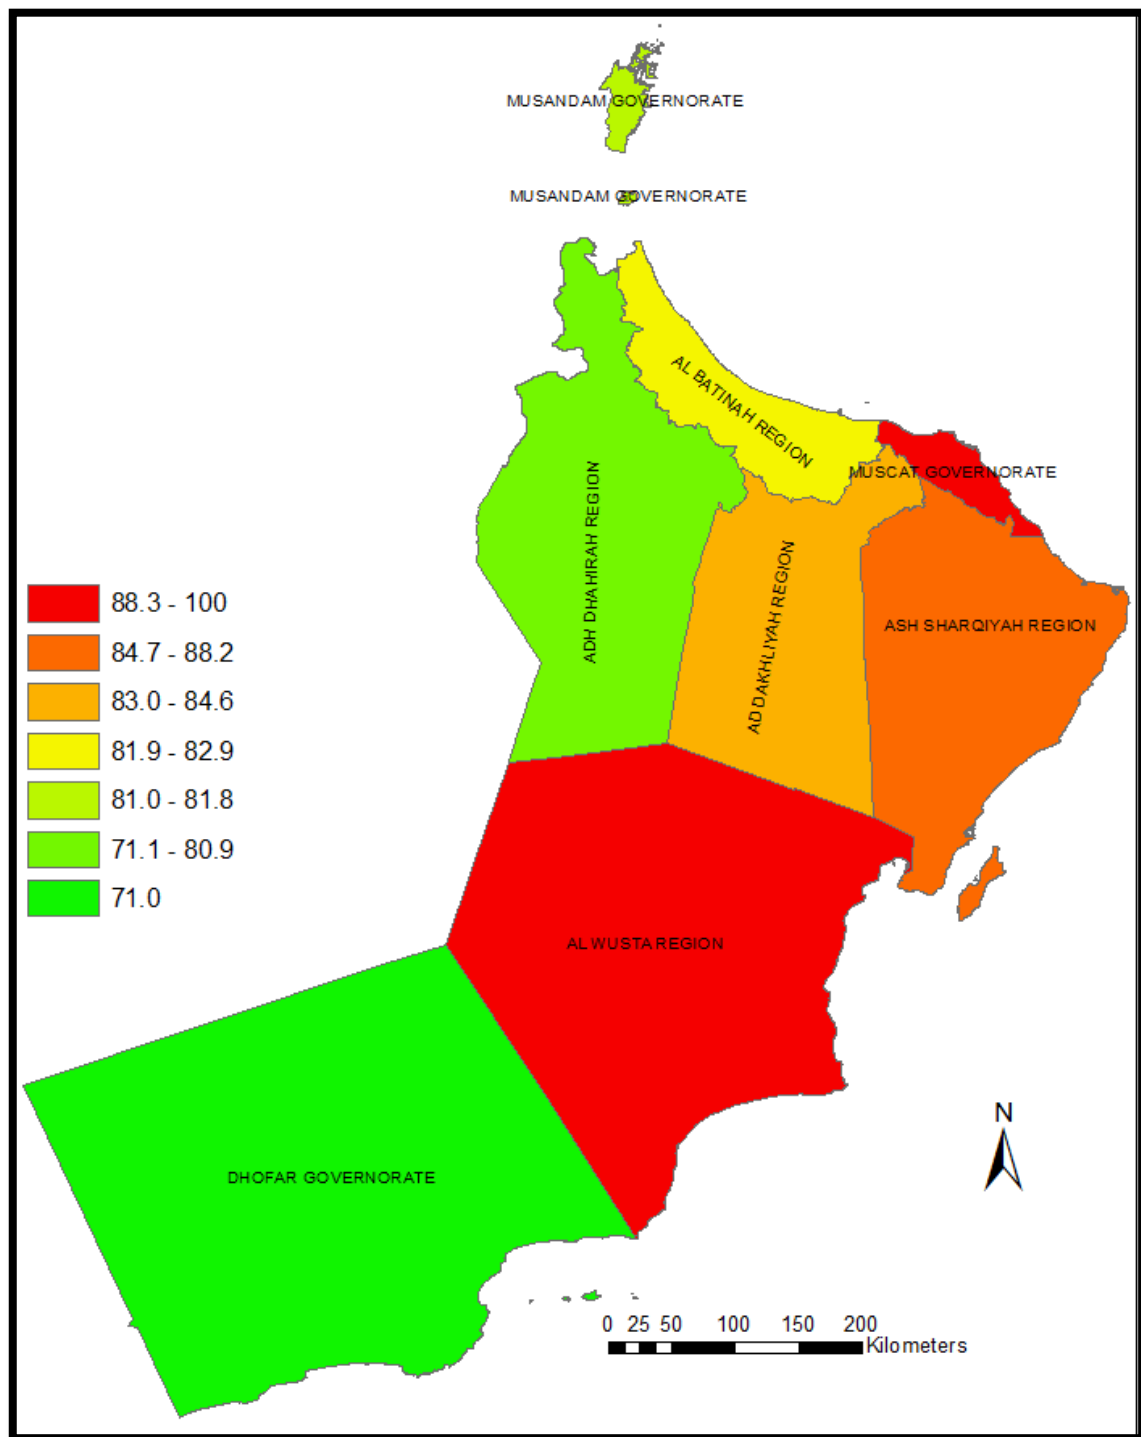 MUSANDAM GOVERNORATE
MUSANDAM GOVERNORATE
AL BATINAH REGION
MUSCAT GOVERNORATE
ADH DHAHIRAH REGION
ADDAKHLIYAH REGION
ASH SHARQIYAH REGION
88.3 - 100
84.7 - 88.2
83.0 - 84.6
81.9 - 82.9
81.0 - 81.8
71.1 - 80.9
71.0
AL WUSTA REGION
N
DHOFAR GOVERNORATE
0 25 50 100 150 200
Kilometers